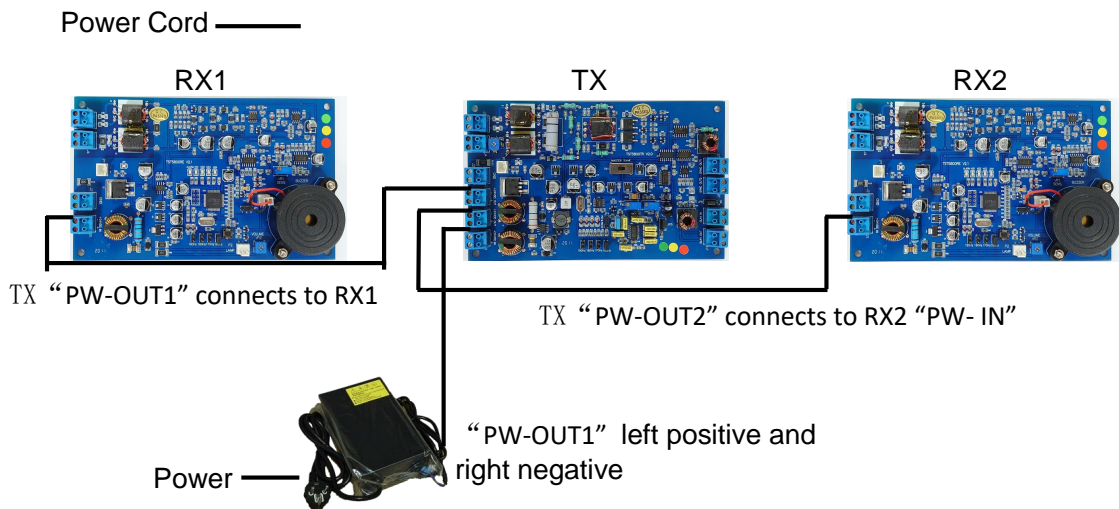 Power Cord
RX1
TX
RX2
TX “PW-OUT1” connects to RX1
TX “PW-OUT2” connects to RX2 “PW- IN”
“PW-OUT1” left positive and
right negative
Power